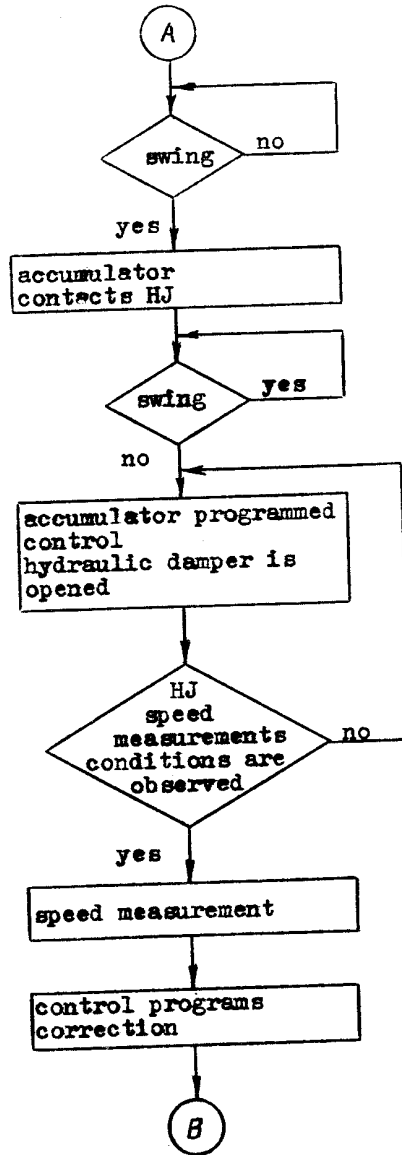 A
swing
no
yes
accumulator
contacts HJ
swing
yes
no
accumulator programmed
control
hydraulic damper is
opened
HJ
speed
measurements
conditions are
observed
no
yes
speed measurement
control programs
correction
B